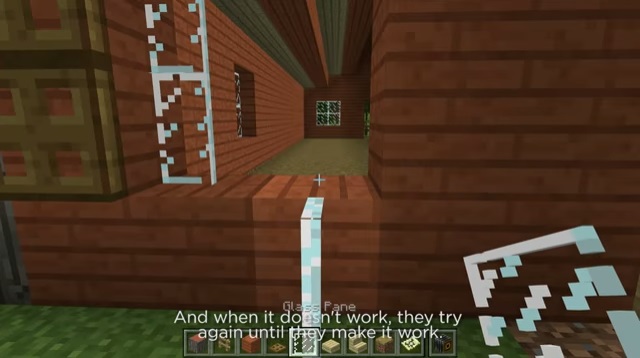 Glass Pane
And when it doesn't work, they try
again until they make it work.